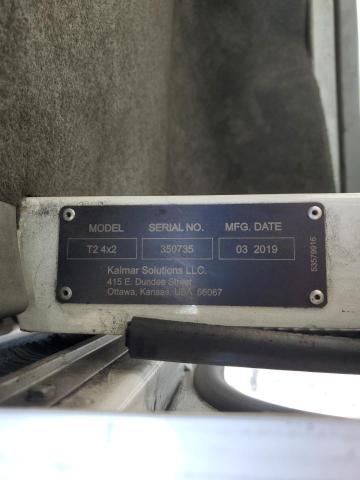 MODEL SERIAL NO. MFG. DATE
T2 4x2 350735 03 2019
Kalmar Solutions LLC.
415 E. Dundee Street
Ottawa, Kansas, USA 66067
53579916